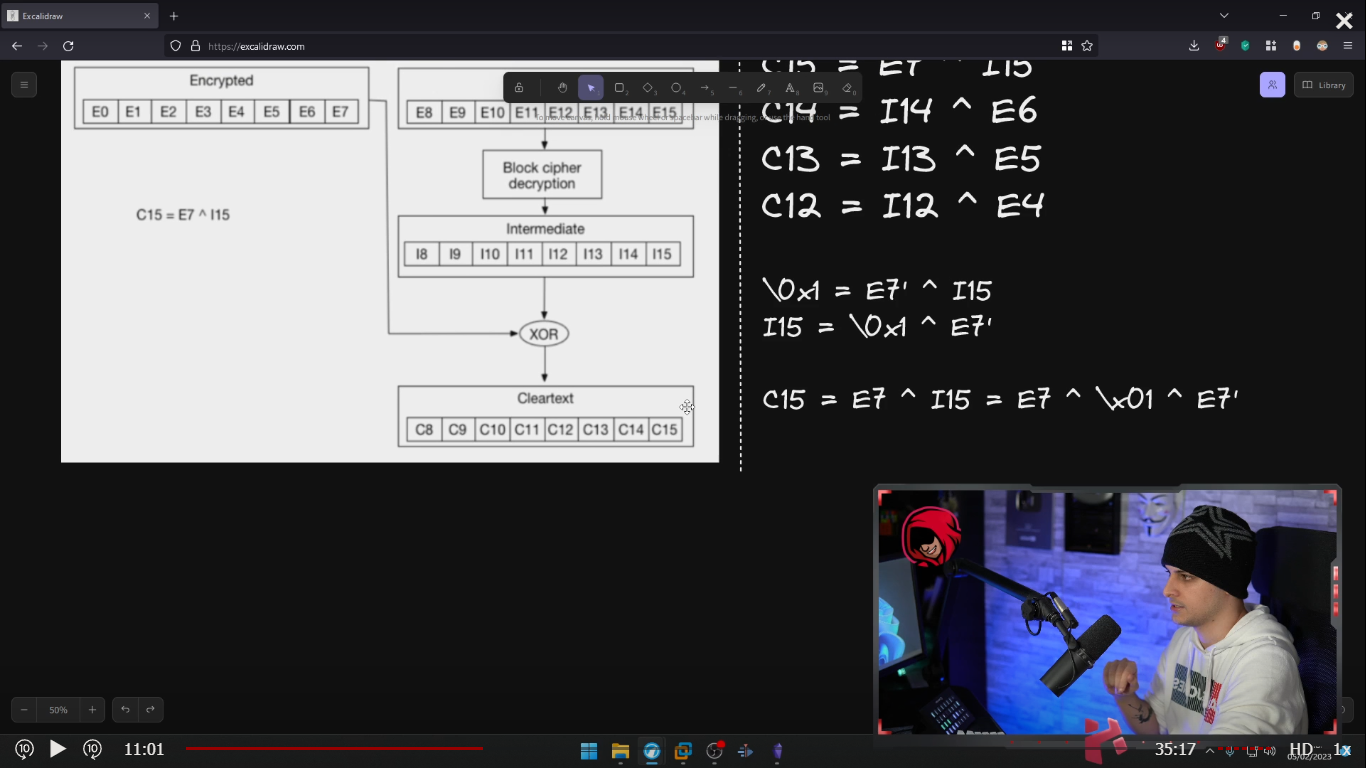 Excalidraw
https://excalidraw.com
4
Library
To move canvas, hold mouse wheel or spacebar while dragging, or use the hand tool
Encrypted
E0 E1 E2 E3 E4 E5 E6 E7
E8 E9 E10 E11 E12 E13 E14 E15
Block cipher
decryption
C15 = E7 ^ I15
Intermediate
I8 I9 I10 I11 I12 I13 I14 I15
XOR
Cleartext
C8 C9 C10 C11 C12 C13 C14 C15
C15 = E7 ^ I15
C14 = I14 ^ E6
C13 = I13 ^ E5
C12 = I12 ^ E4
\0x1 = E7' ^ I15
I15 = \0x1 ^ E7'
C15 = E7 ^ I15 = E7 ^ \x01 ^ E7'
50%
10
10
11:01
35:17
HD
1x
05/02/2023